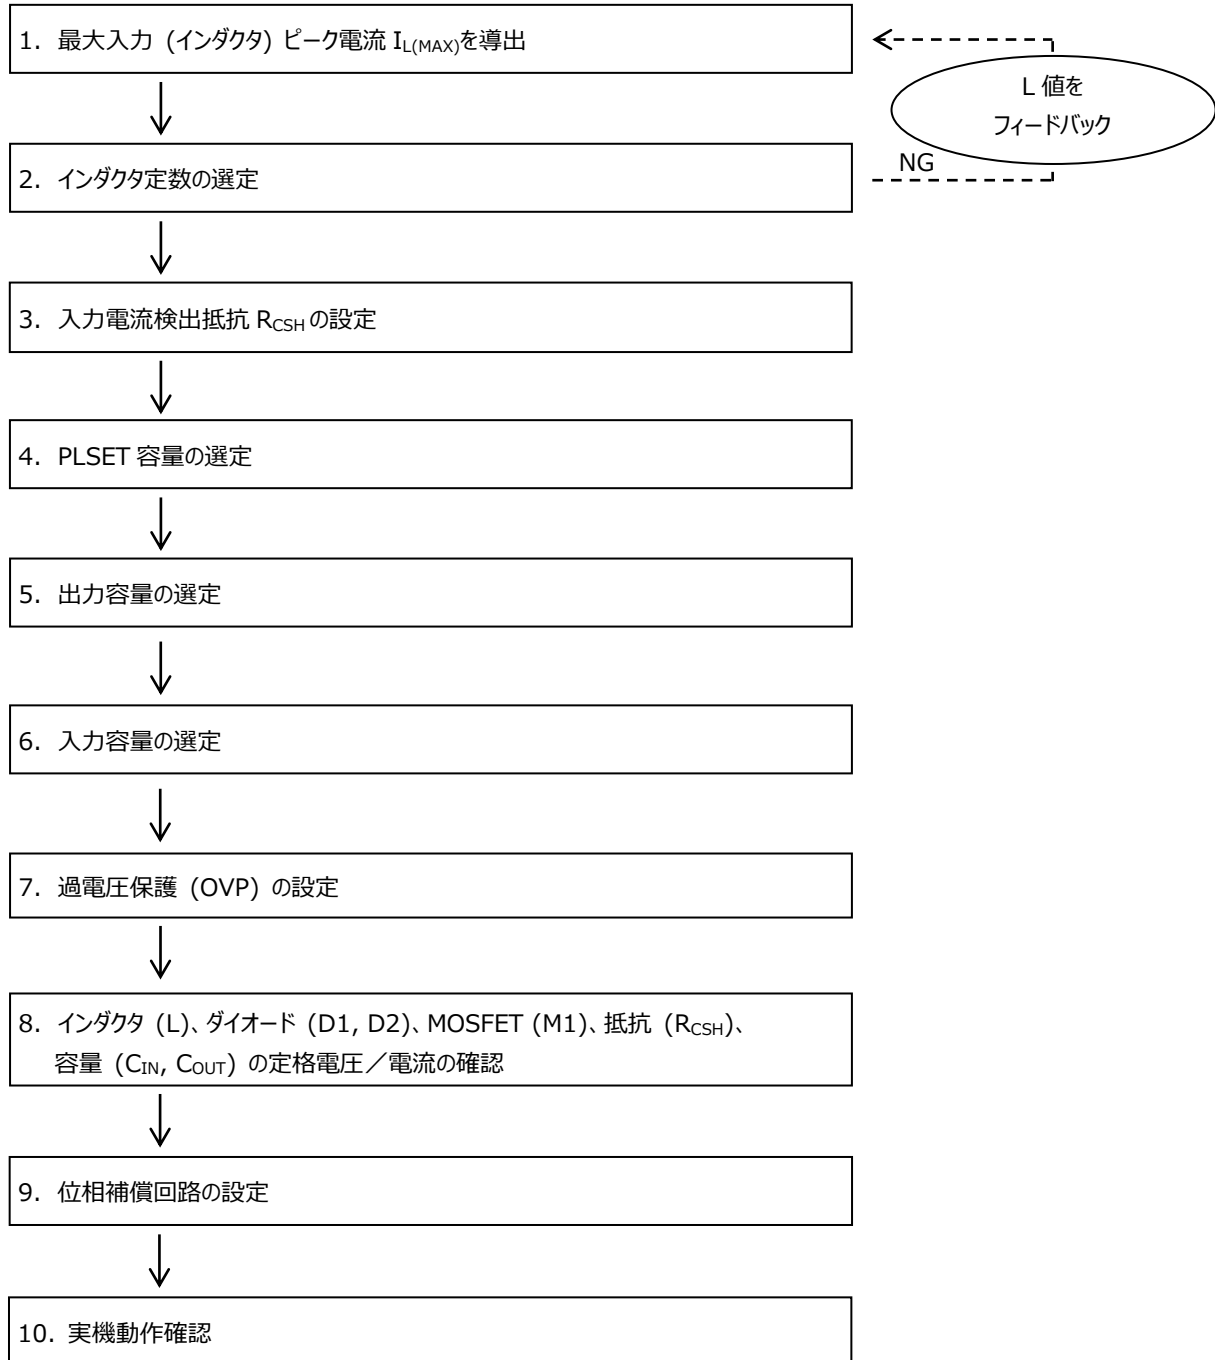 1. 最大入力 (インダクタ) ピーク電流 IL(MAX)を導出
L 値を
フィードバック
NG
2. インダクタ定数の選定
3. 入力電流検出抵抗 RCSH の設定
4. PLSET 容量の選定
5. 出力容量の選定
6. 入力容量の選定
7. 過電圧保護 (OVP) の設定
8. インダクタ (L)、ダイオード (D1, D2)、MOSFET (M1)、抵抗 (RCSH)、
容量 (CIN, COUT) の定格電圧／電流の確認
9. 位相補償回路の設定
10. 実機動作確認